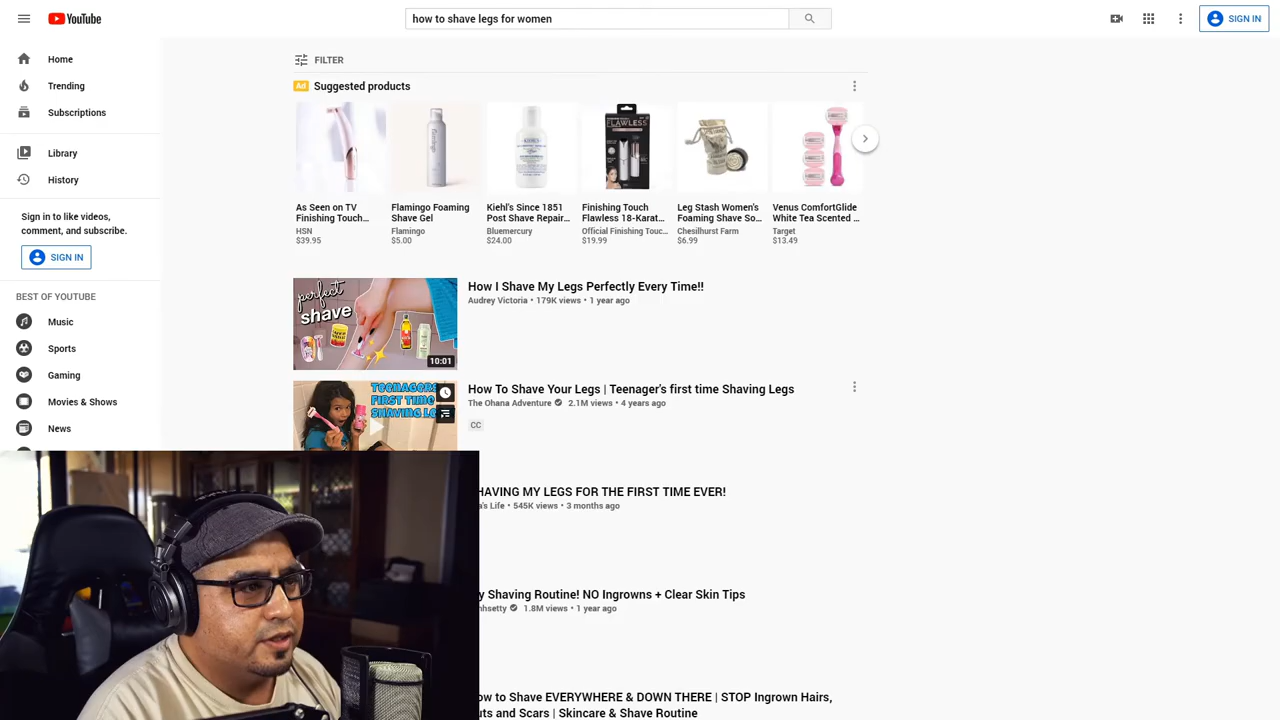 YouTube
how to shave legs for women
SIGN IN
Home
Trending
Subscriptions
Library
History
Sign in to like videos,
comment, and subscribe.
SIGN IN
BEST OF YOUTUBE
Music
Sports
Gaming
Movies & Shows
News
FILTER
Ad Suggested products
As Seen on TV
Finishing Touch...
HSN
$39.95
Flamingo Foaming
Shave Gel
Flamingo
$5.00
Kiehl's Since 1851
Post Shave Repair...
Bluemercury
$24.00
FLAWLESS
Finishing Touch
Flawless 18-Karat...
Official Finishing Touc...
$19.99
Leg Stash Women's
Foaming Shave So...
Chesilhurst Farm
$6.99
Venus ComfortGlide
White Tea Scented ...
Target
$13.49
perfect
shave
10:01
How I Shave My Legs Perfectly Every Time!!
Audrey Victoria • 179K views • 1 year ago
TEENAGERS
FIRST TIME
SHAVING LE
How To Shave Your Legs | Teenager's first time Shaving Legs
The Ohana Adventure 2.1M views • 4 years ago
CC
HAVING MY LEGS FOR THE FIRST TIME EVER!
a's Life • 545K views • 3 months ago
y Shaving Routine! NO Ingrowns + Clear Skin Tips
nhsetty 1.8M views • 1 year ago
ow to Shave EVERYWHERE & DOWN THERE | STOP Ingrown Hairs,
uts and Scars | Skincare & Shave Routine